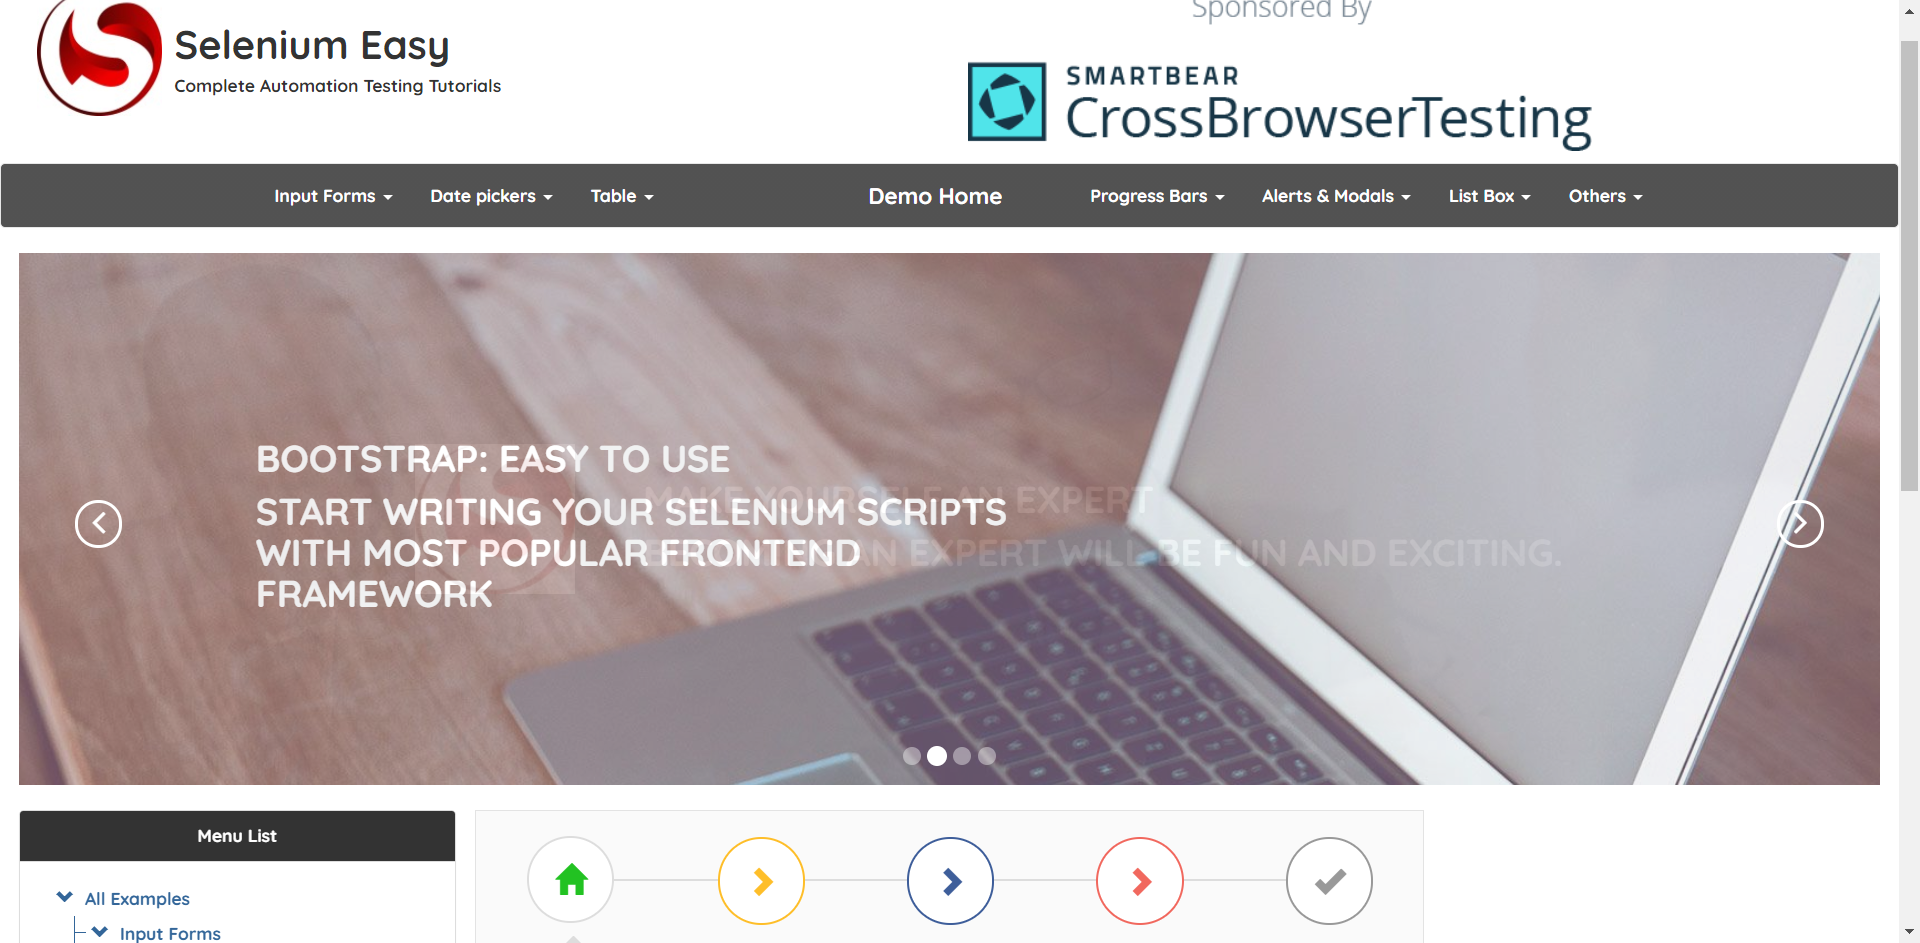 Sponsored By
Selenium Easy
Complete Automation Testing Tutorials
SMARTBEAR
CrossBrowserTesting
Input Forms
Date pickers
Table
Demo Home
Progress Bars
Alerts & Modals
List Box
Others
BOOTSTRAP: EASY TO USE
START WRITING YOUR SELENIUM SCRIPTS
WITH MOST POPULAR FRONTEND
FRAMEWORK
MAKE YOURSELF AN EXPERT
AN EXPERT WILL BE FUN AND EXCITING.
Menu List
All Examples
Input Forms